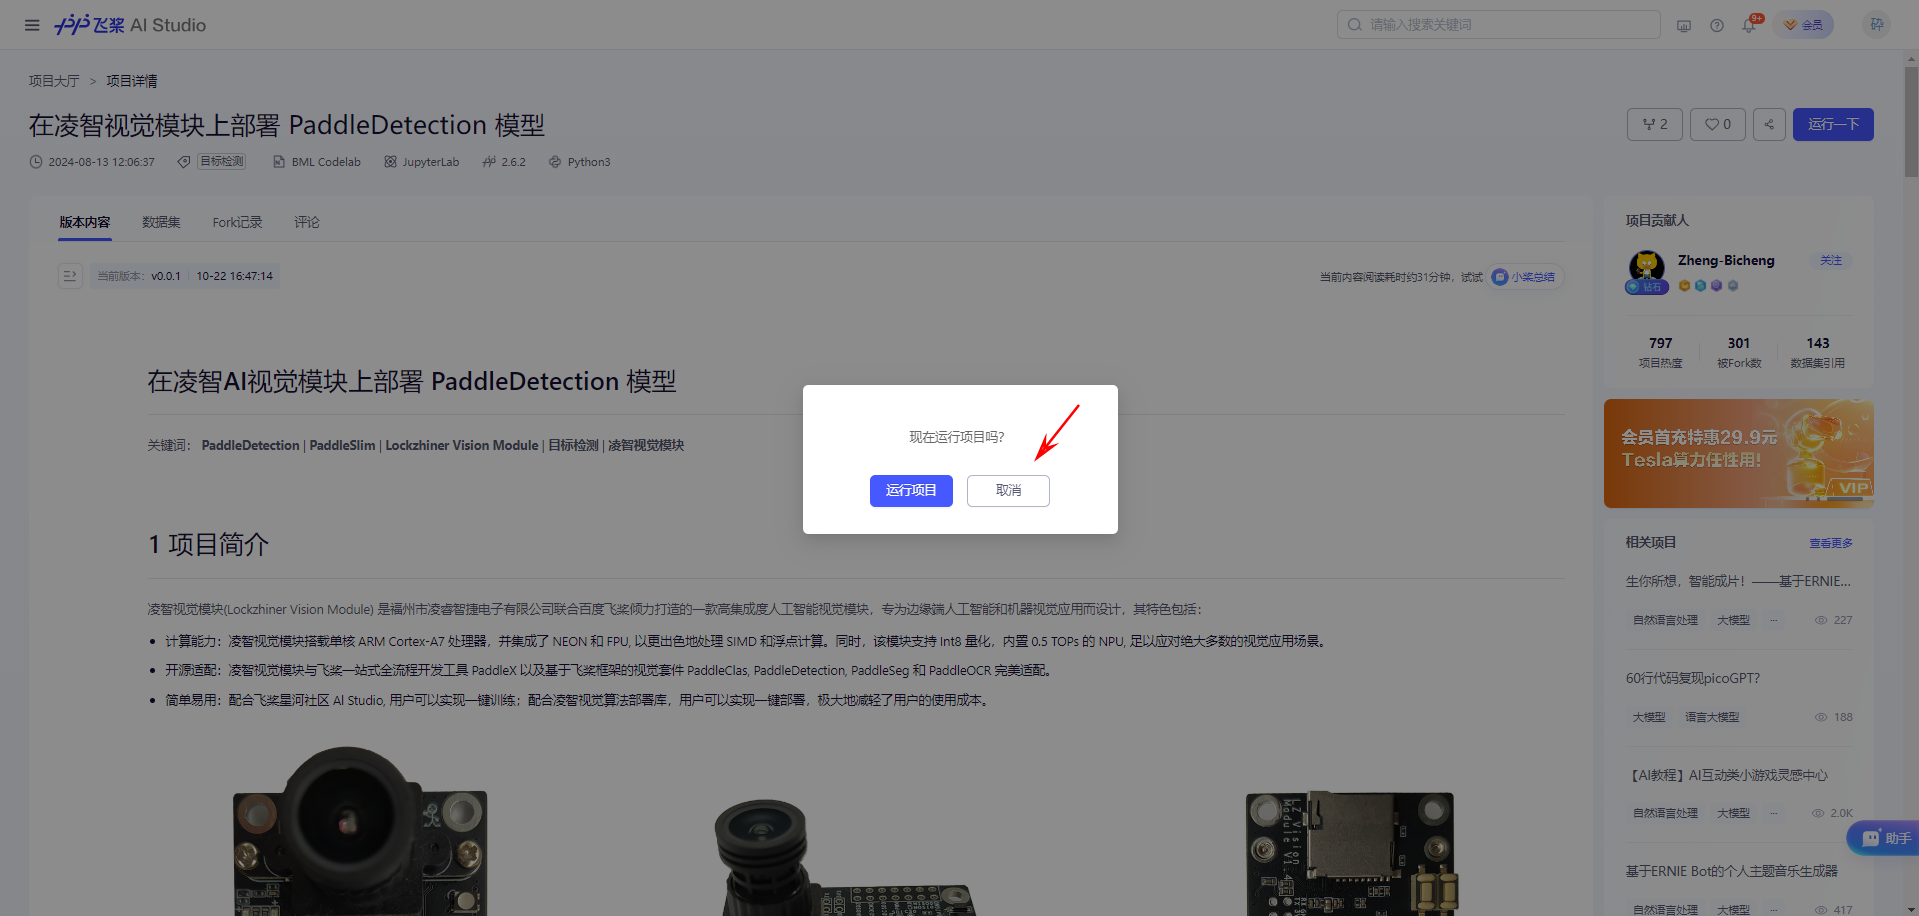 飞桨 AI Studio
请输入搜索关键词
9+
会员
砕
项目大厅 > 项目详情
在凌智视觉模块上部署 PaddleDetection 模型
2
0
运行一下
2024-08-13 12:06:37 目标检测 BML Codelab JupyterLab 2.6.2 Python3
版本内容 数据集 Fork记录 评论
当前版本: v0.0.1 10-22 16:47:14
当前内容阅读耗时约31分钟，试试 小桨总结
在凌智AI视觉模块上部署 PaddleDetection 模型
关键词： PaddleDetection | PaddleSlim | Lockzhiner Vision Module | 目标检测 | 凌智视觉模块
现在运行项目吗?
运行项目
取消
1 项目简介
凌智视觉模块(Lockzhiner Vision Module) 是福州市凌睿智捷电子有限公司联合百度飞桨倾力打造的一款高集成度人工智能视觉模块，专为边缘端人工智能和机器视觉应用而设计，其特色包括：
• 计算能力：凌智视觉模块搭载单核 ARM Cortex-A7 处理器，并集成了 NEON 和 FPU, 以更出色地处理 SIMD 和浮点计算。同时，该模块支持 Int8 量化，内置 0.5 TOPs 的 NPU, 足以应对绝大多数的视觉应用场景。
• 开源适配：凌智视觉模块与飞桨一站式全流程开发工具 PaddleX 以及基于飞桨框架的视觉套件 PaddleClas, PaddleDetection, PaddleSeg 和 PaddleOCR 完美适配。
• 简单易用：配合飞桨星河社区 AI Studio, 用户可以实现一键训练；配合凌智视觉算法部署库，用户可以实现一键部署，极大地减轻了用户的使用成本。
LZ Vision
Module V1.4
项目贡献人
Zheng-Bicheng
关注
钻石
797
301
143
项目热度
被Fork数
数据集引用
会员首充特惠29.9元
Tesla算力任性用!
VIP
相关项目
查看更多
生你所想，智能成片！——基于ERNIE...
自然语言处理 大模型 ... 227
60行代码复现picoGPT?
大模型 语言大模型 188
【AI教程】AI互动类小游戏灵感中心
自然语言处理 大模型 ... 2.0K
助手
基于ERNIE Bot的个人主题音乐生成器
自然语言处理 大模型 ... 417